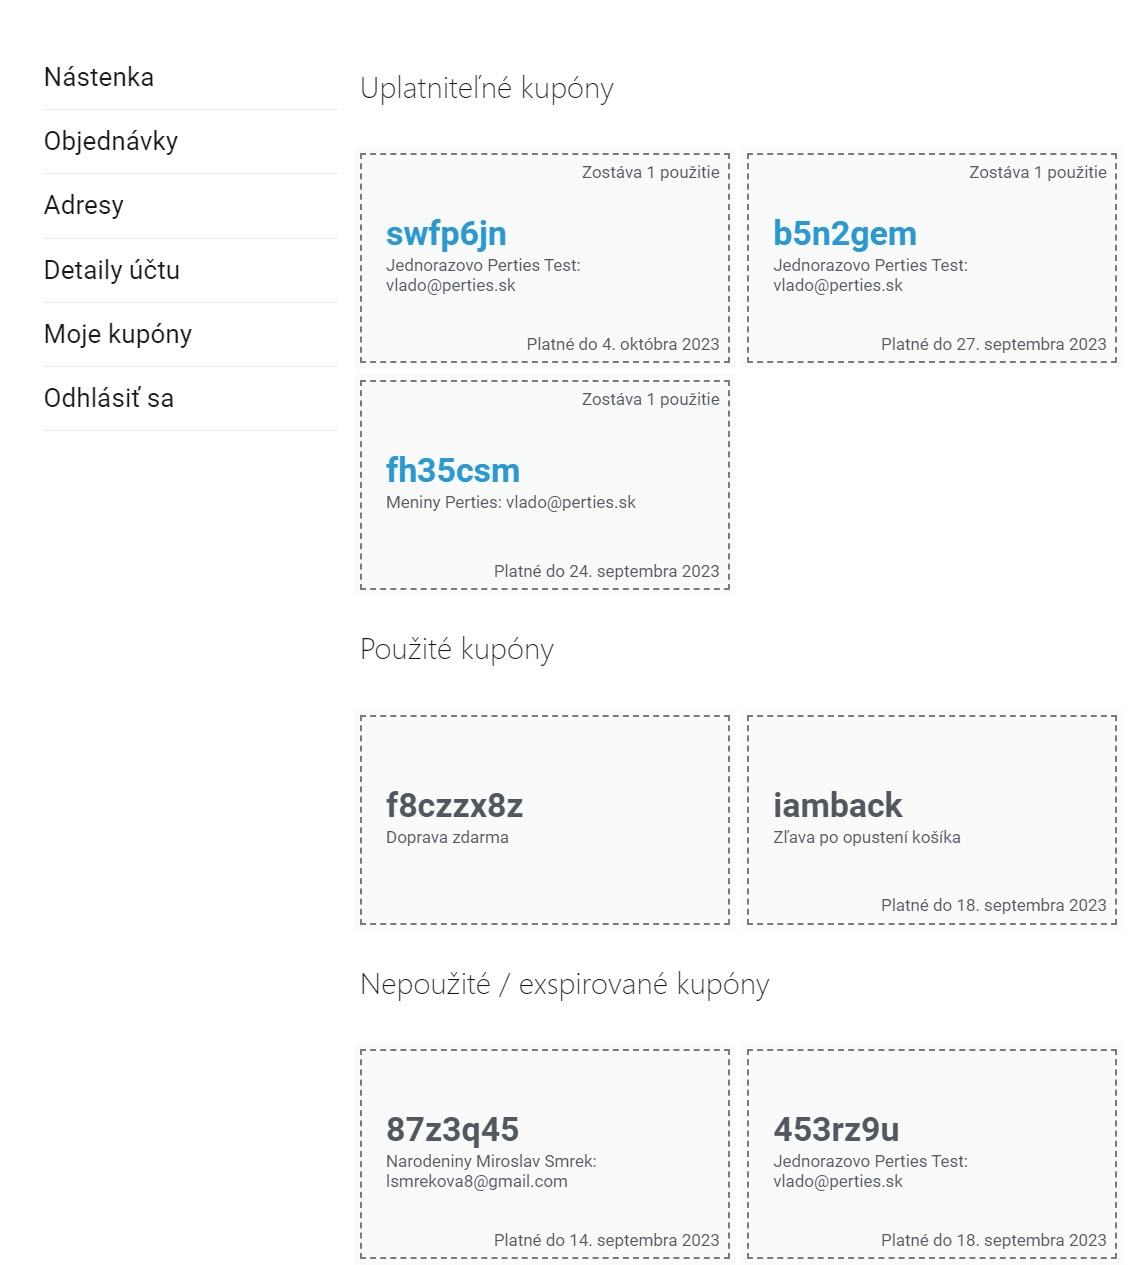 Nástenka
Objednávky
Adresy
Detaily účtu
Moje kupóny
Odhlásiť sa
Uplatniteľné kupóny
Zostáva 1 použitie
swfp6jn
Jednorazovo Perties Test:
vlado@perties.sk
Platné do 4. októbra 2023
Zostáva 1 použitie
b5n2gem
Jednorazovo Perties Test:
vlado@perties.sk
Platné do 27. septembra 2023
Zostáva 1 použitie
fh35csm
Meniny Perties: vlado@perties.sk
Platné do 24. septembra 2023
Použité kupóny
f8czzx8z
Doprava zdarma
iamback
Zľava po opustení košíka
Platné do 18. septembra 2023
Nepoužité / exspirované kupóny
87z3q45
Narodeniny Miroslav Smrek:
lsmrekova8@gmail.com
Platné do 14. septembra 2023
453rz9u
Jednorazovo Perties Test:
vlado@perties.sk
Platné do 18. septembra 2023